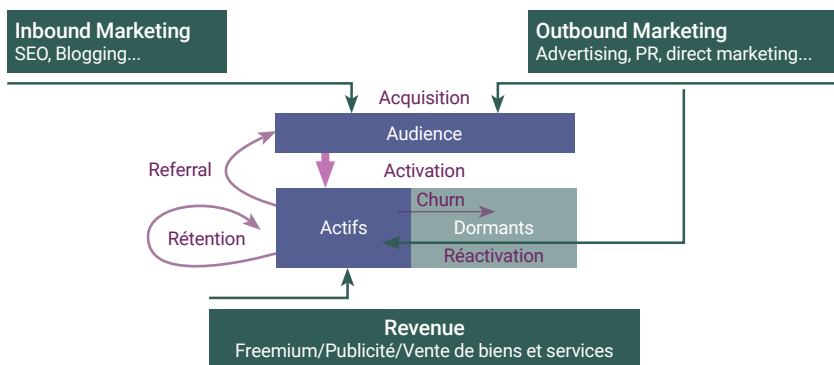 Inbound Marketing
SEO, Blogging...
Outbound Marketing
Advertising, PR, direct marketing...
Acquisition
Audience
Referral
Activation
Churn
Actifs
Dormants
Rétention
Réactivation
Revenue
Freemium/Publicité/Vente de biens et services